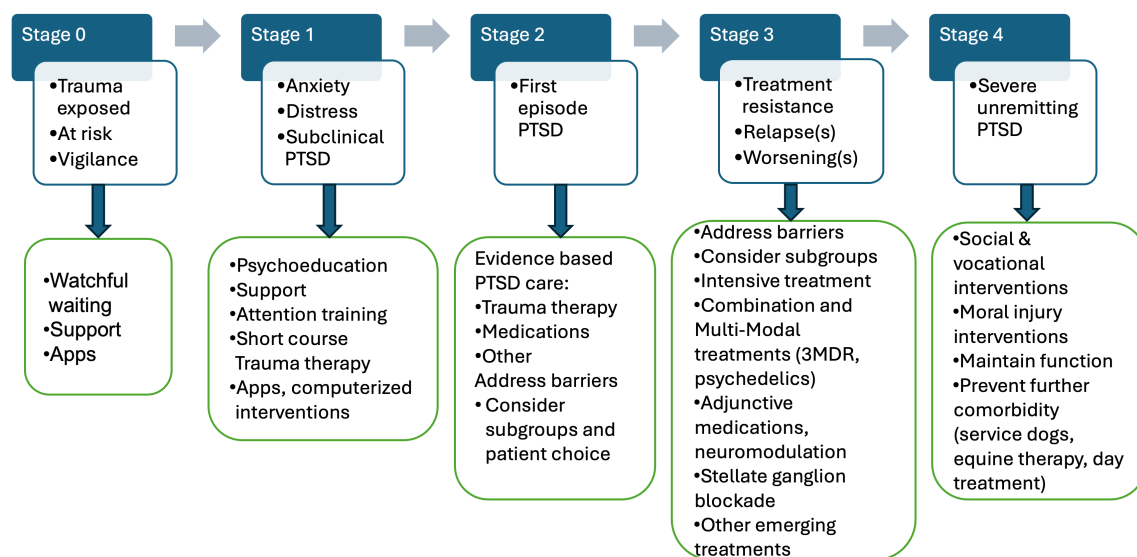 Stage 0
Stage 1
Stage 2
Stage 3
Stage 4
•Trauma
exposed
•At risk
•Vigilance
•Anxiety
•Distress
•Subclinical
PTSD
•First
episode
PTSD
•Treatment
resistance
•Relapse(s)
•Worsening(s)
•Severe
unremitting
PTSD
•Watchful
waiting
•Support
•Apps
•Psychoeducation
•Support
•Attention training
•Short course
Trauma therapy
•Apps, computerized
interventions
Evidence based
PTSD care:
•Trauma therapy
•Medications
•Other
Address barriers
• Consider
subgroups and
patient choice
•Address barriers
•Consider subgroups
•Intensive treatment
•Combination and
Multi-Modal
treatments (3MDR,
psychedelics)
•Adjunctive
medications,
neuromodulation
•Stellate ganglion
blockade
•Other emerging
treatments
•Social &
vocational
interventions
•Moral injury
interventions
•Maintain function
•Prevent further
comorbidity
(service dogs,
equine therapy, day
treatment)